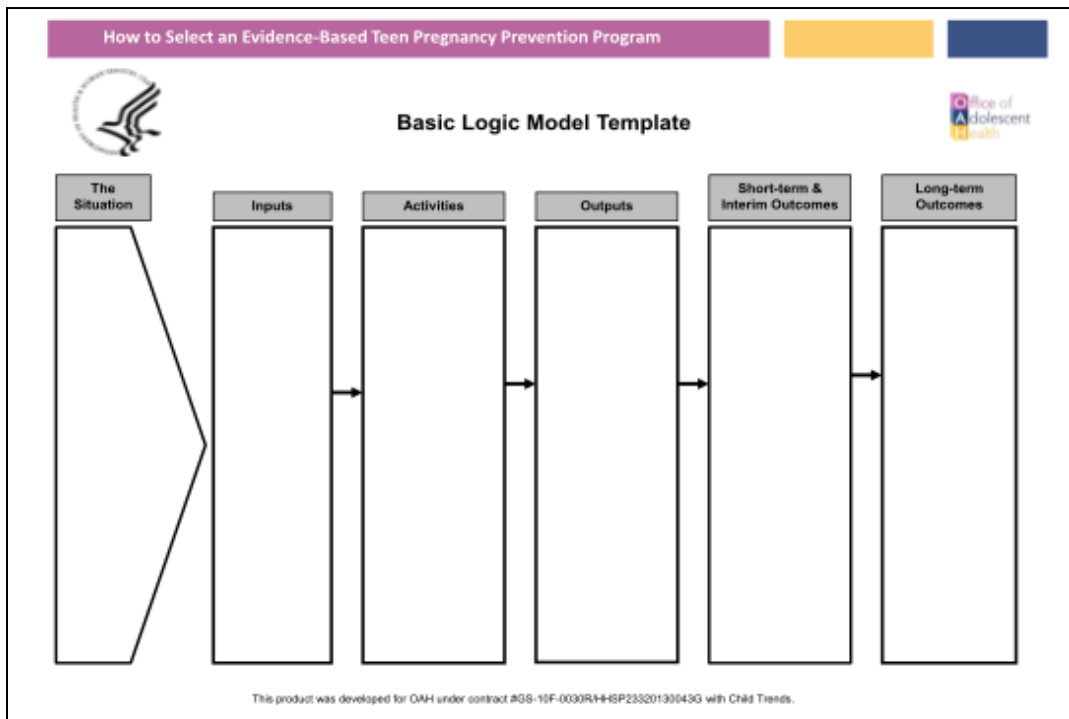 How to Select an Evidence-Based Teen Pregnancy Prevention Program
Basic Logic Model Template
Office of
Adolescent
Health
The
Situation
Inputs
Activities
Outputs
Short-term &
Interim Outcomes
Long-term
Outcomes
This product was developed for OAH under contract #GS-10F-0030R/HHSP23320130043G with Child Trends.